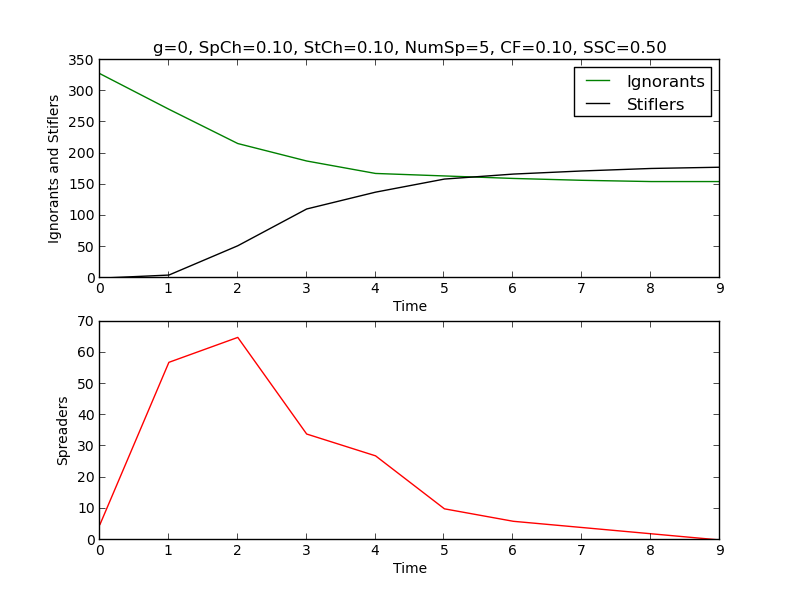 g=0, SpCh=0.10, StCh=0.10, NumSp=5, CF=0.10, SSC=0.50
350
300
250
200
150
100
50
0
Ignorants and Stiflers
Ignorants
Stiflers
0 1 2 3 4 5 6 7 8 9
Time
70
60
50
40
30
20
10
0
Spreaders
0 1 2 3 4 5 6 7 8 9
Time